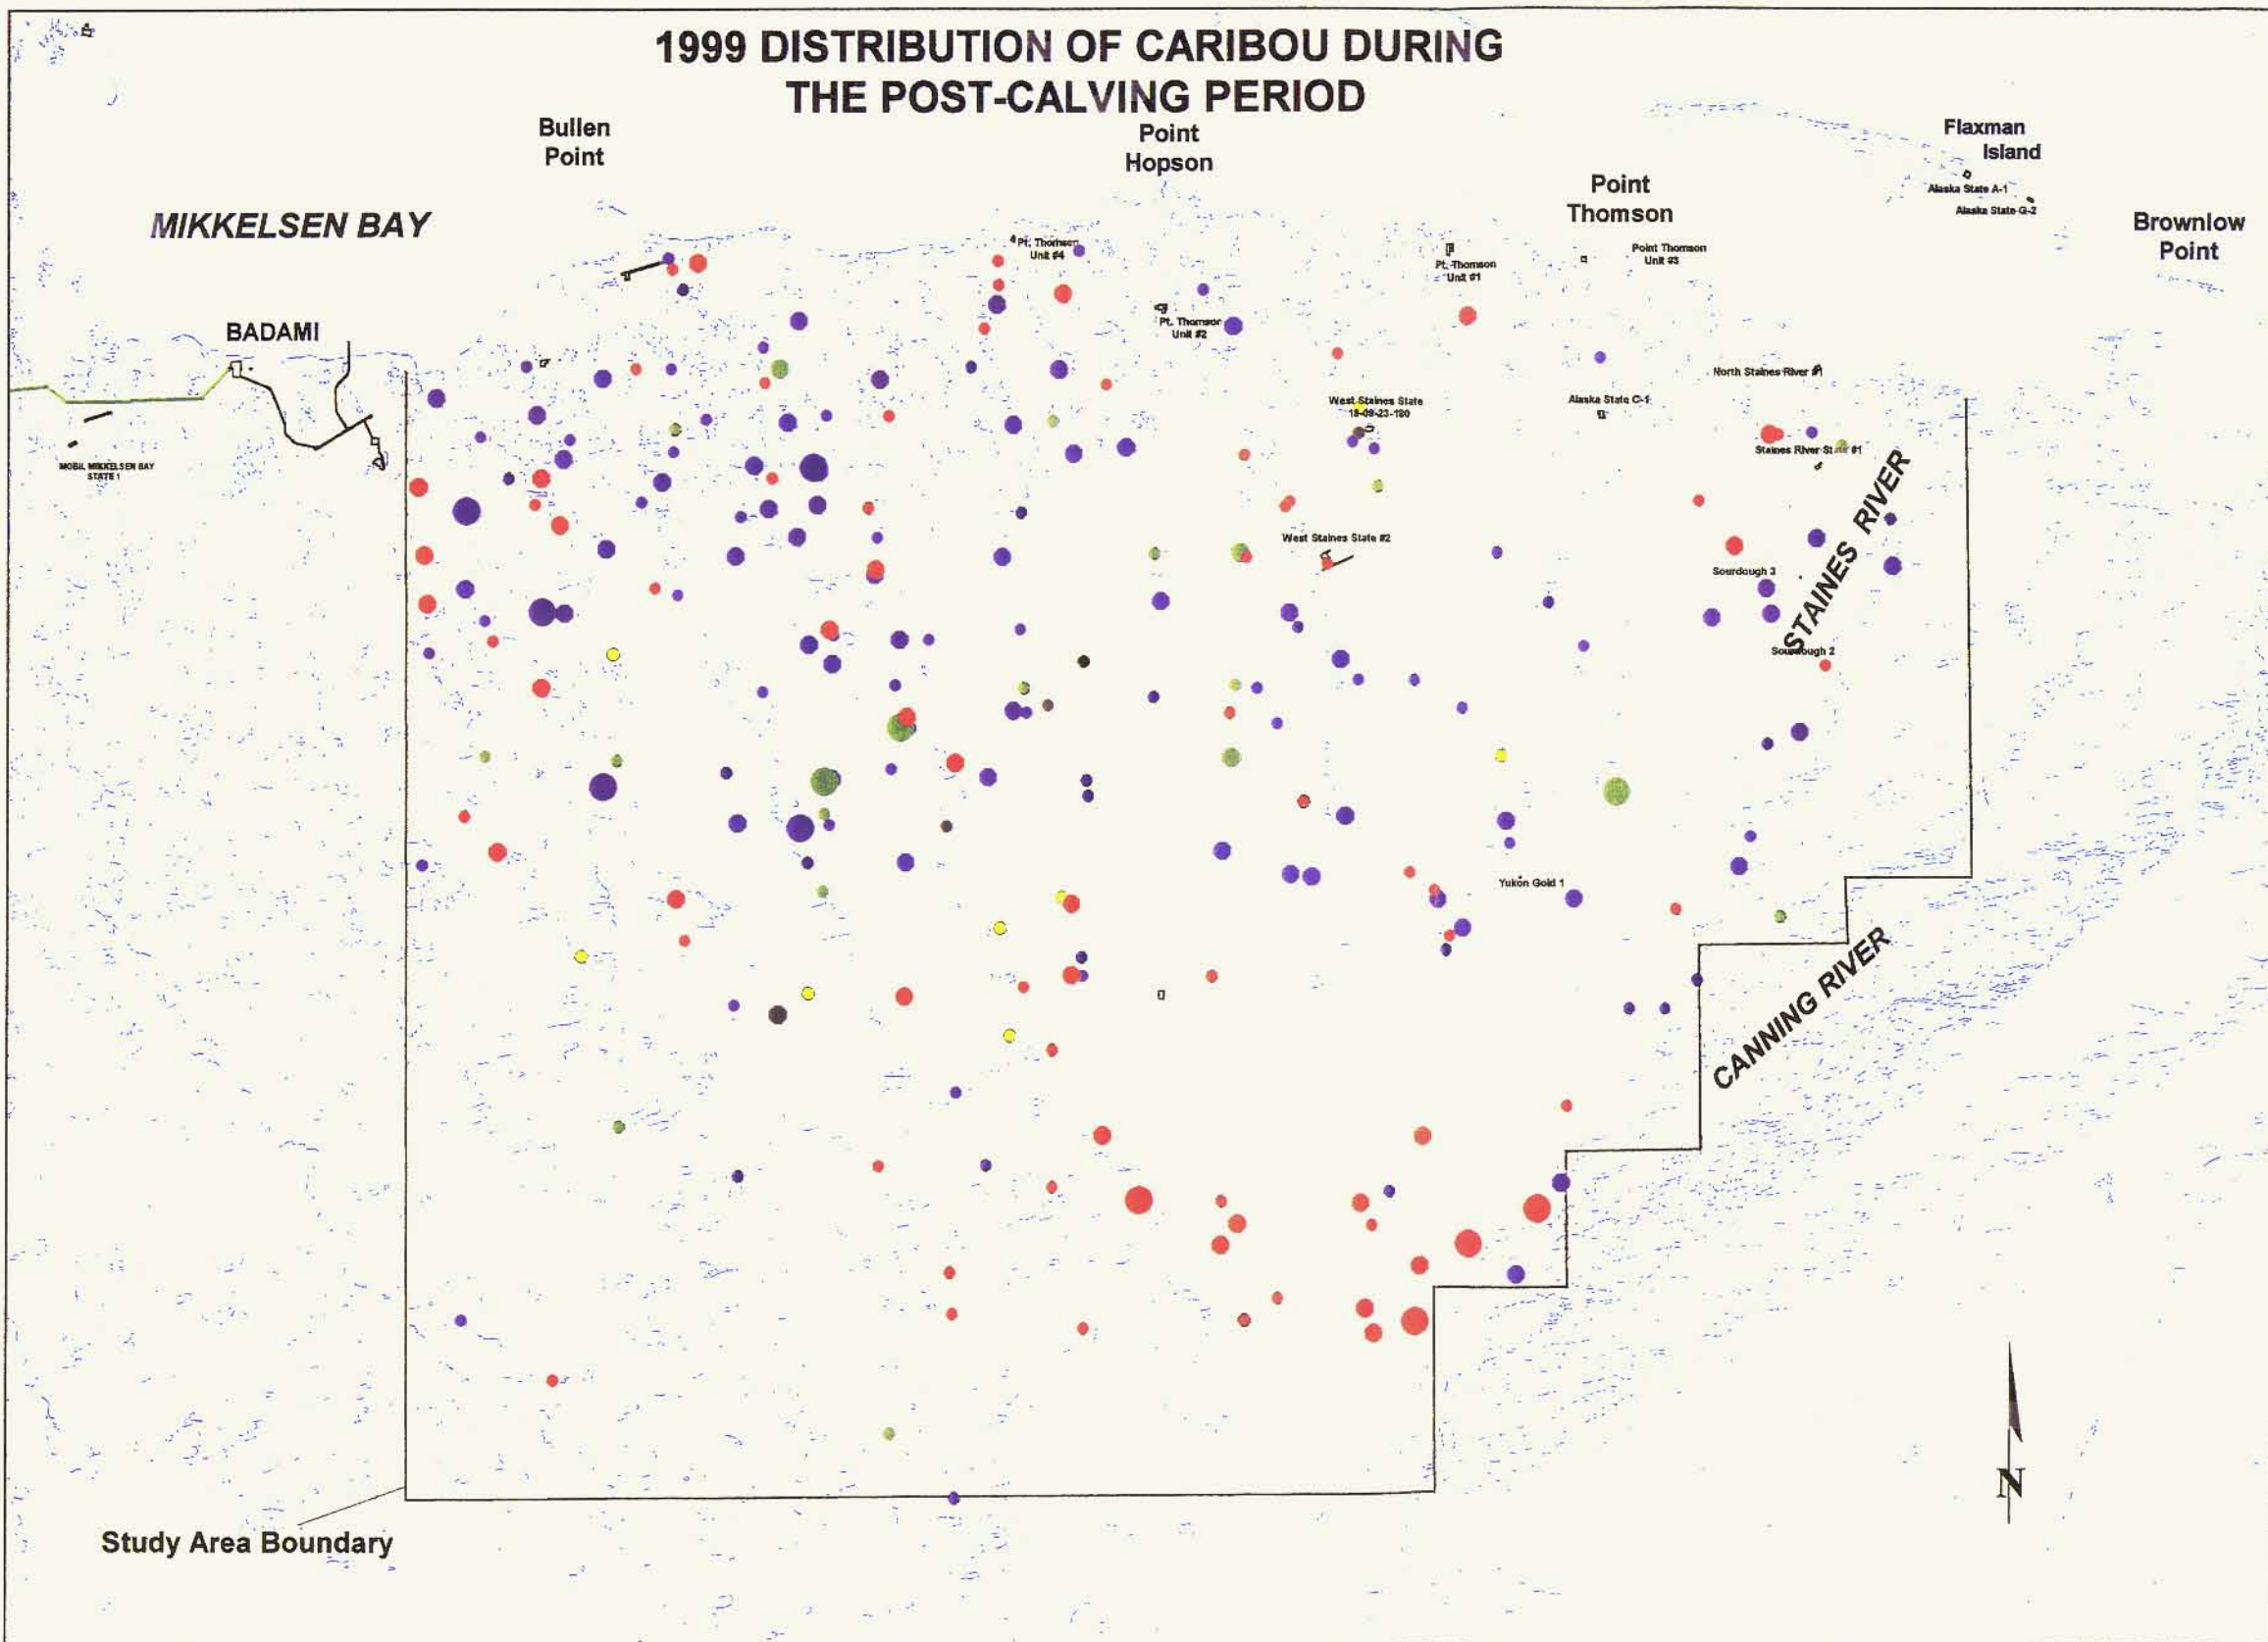 1999 DISTRIBUTION OF CARIBOU DURING
THE POST-CALVING PERIOD
Bullen
Point
Point
Hopson
Flaxman
Island
Alaska State A-1
Alaska State G-2
Point
Thomson
MIKKELSEN BAY
Brownlow
Point
Pt. Thomson
Unit #4
Pt. Thomson
Unit #1
Point Thomson
Unit #3
BADAMI
Pt. Thomson
Unit #2
North Staines River #1
West Staines State
18-09-23-180
Alaska State C-1
MOBIL MIKKELSEN BAY
STATE 1
Staines River State #1
West Staines State #2
STAINES RIVER
Sourdough 3
Sourdough 2
Yukon Gold 1
CANNING RIVER
N
Study Area Boundary